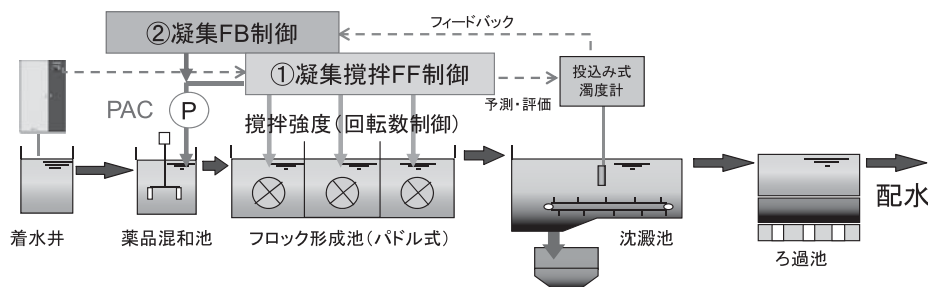 ②凝集FB制御
フィードバック
①凝集撹拌FF制御
投込み式
濁度計
予測・評価
PAC
P
撹拌強度(回転数制御)
着水井
薬品混和池
フロック形成池(パドル式)
沈澱池
ろ過池
配水